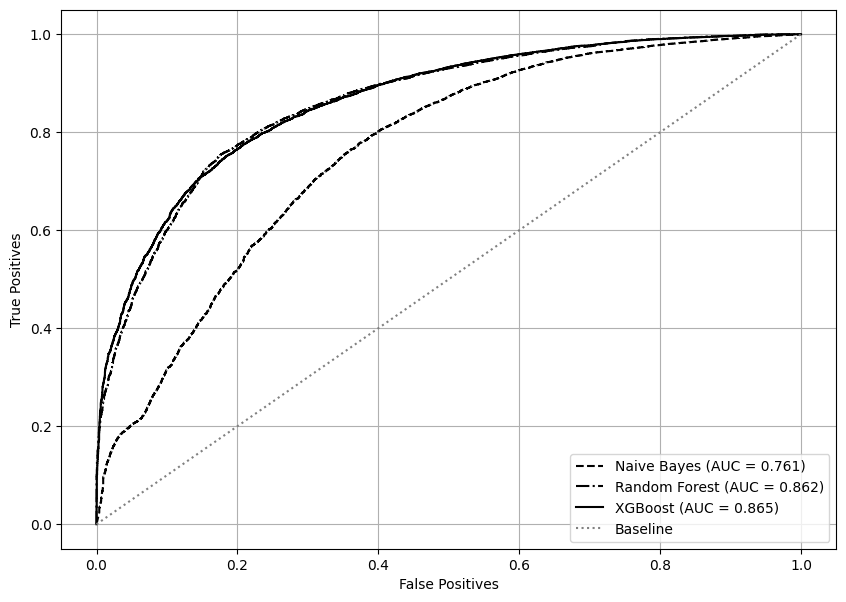 1.0
0.8
0.6
0.4
0.2
0.0
True Positives
Naive Bayes (AUC = 0.761)
Random Forest (AUC = 0.862)
XGBoost (AUC = 0.865)
Baseline
0.0 0.2 0.4 0.6 0.8 1.0
False Positives